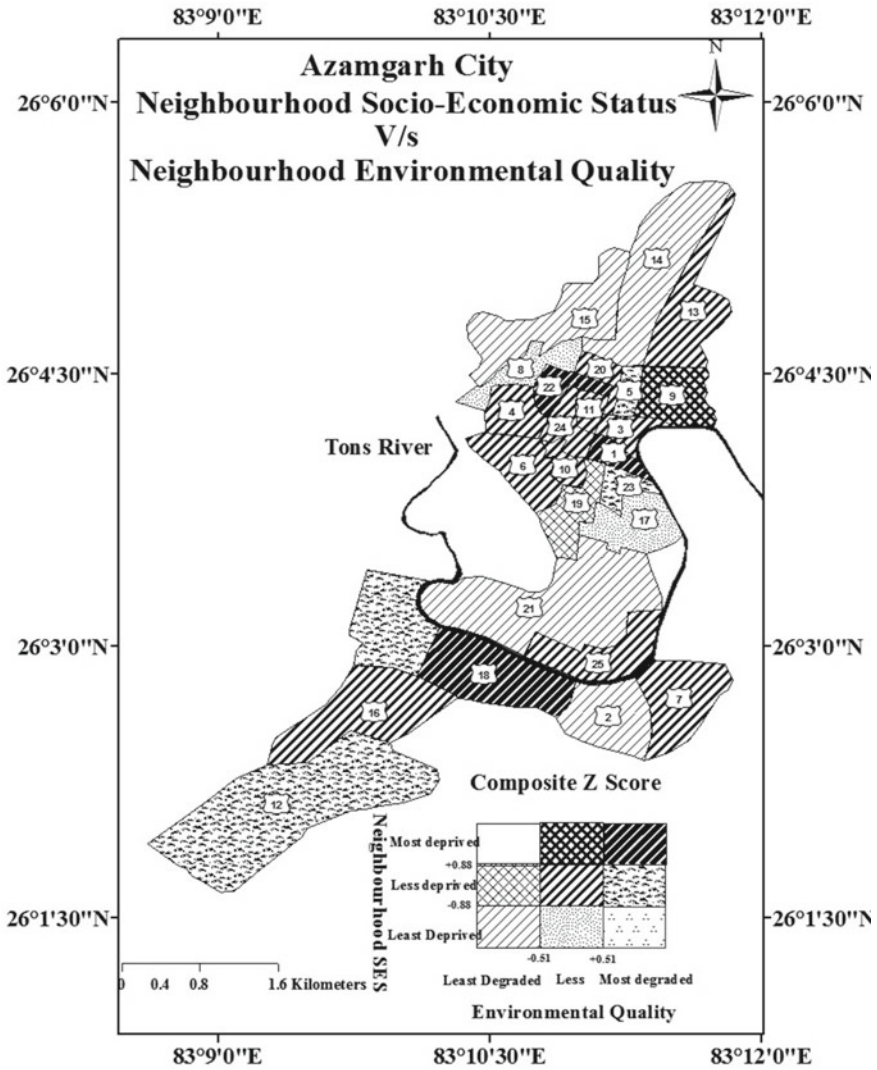 83°9'0"E 83°10'30"E 83°12'0"E
N
Azamgarh City
Neighbourhood Socio-Economic Status
V/s
Neighbourhood Environmental Quality
26°6'0"N 26°6'0"N
14
13
15
26°4'30"N 26°4'30"N
8 20
22 5 9
4 11
24 3
Tons River
1
6 10
23
19
17
21
26°3'0"N 26°3'0"N
25
18
7
16 2
Composite Z Score
12
Neighbourhood SES
Most deprived
+0.88
Less deprived
-0.88
Least Deprived
26°1'30"N 26°1'30"N
-0.51 +0.51
Least Degraded Less Most degraded
0 0.4 0.8 1.6 Kilometers
Environmental Quality
83°9'0"E 83°10'30"E 83°12'0"E